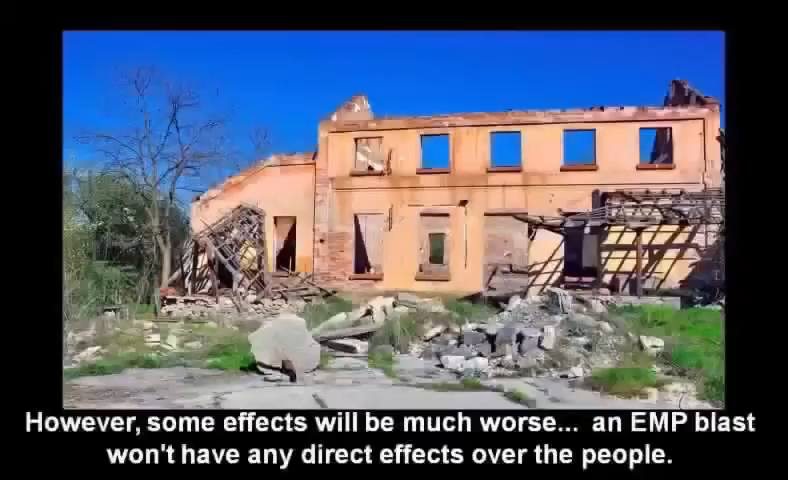 However, some effects will be much worse...  an EMP blast
won't have any direct effects over the people.